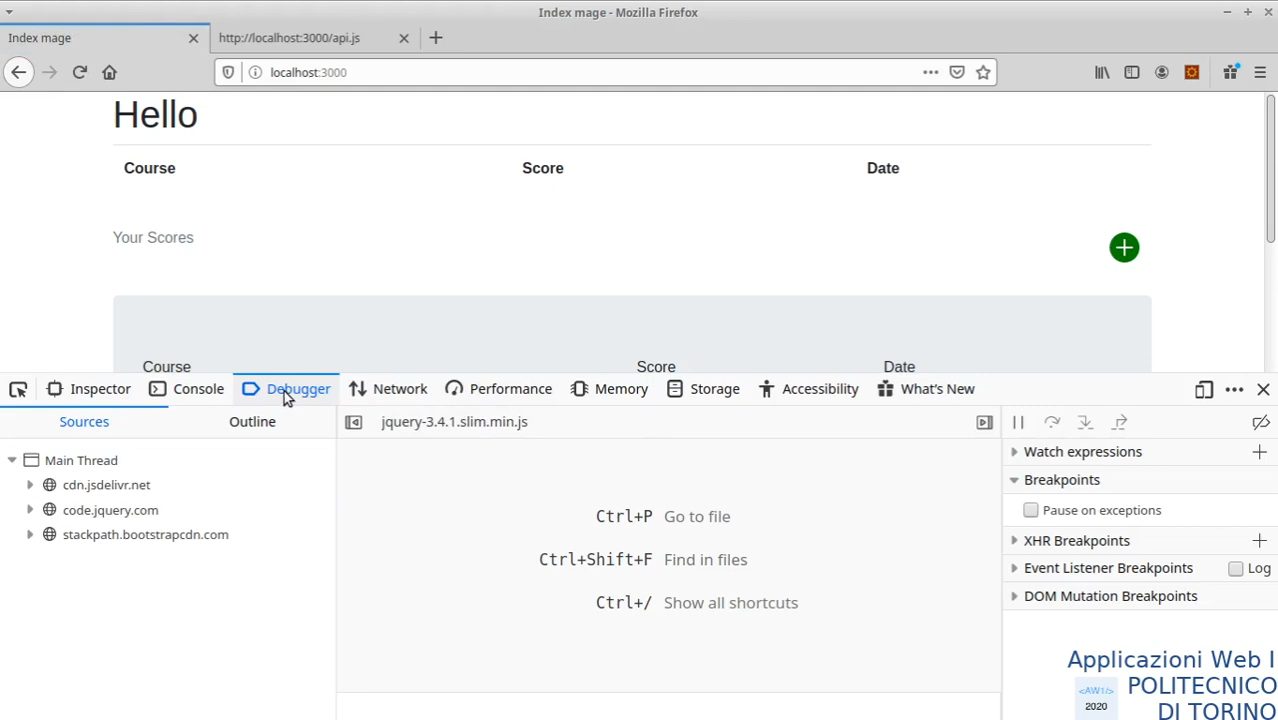 Index mage - Mozilla Firefox
Index mage
http://localhost:3000/api.js
localhost:3000
Hello
Course Score Date
Your Scores
Course Score Date
Inspector Console Debugger Network Performance Memory Storage Accessibility What's New
Sources Outline jquery-3.4.1.slim.min.js
Main Thread
cdn.jsdelivr.net
code.jquery.com
stackpath.bootstrapcdn.com
Ctrl+P Go to file
Ctrl+Shift+F Find in files
Ctrl+/ Show all shortcuts
Watch expressions
Breakpoints
Pause on exceptions
XHR Breakpoints
Event Listener Breakpoints Log
DOM Mutation Breakpoints
Applicazioni Web I
<AW1/> POLITECNICO
2020 DI TORINO